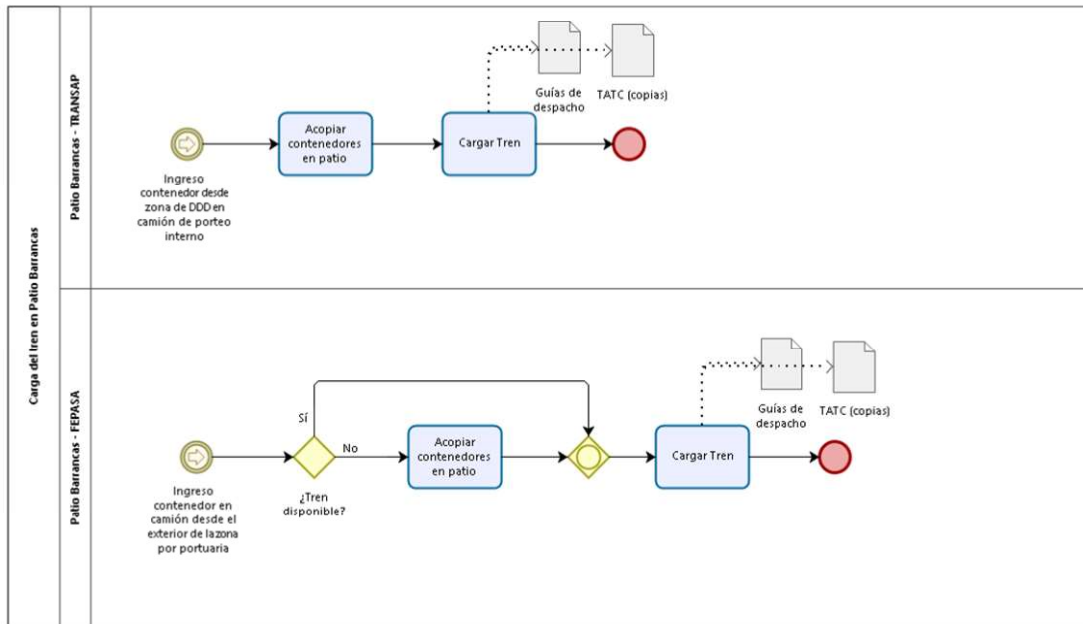 Carga del tren en Patio Barrancas
Patio Barrancas - TRANSAP
Ingreso
contenedor desde
zona de DDD en
camión de porteo
interno
Acopiar
contenedores
en patio
Cargar Tren
Guías de
despacho
TATC (copias)
Patio Barrancas - FEPASA
Ingreso
contenedor en
camión desde el
exterior de lazona
por portuaria
¿Tren
disponible?
Sí
No
Acopiar
contenedores
en patio
Cargar Tren
Guías de
despacho
TATC (copias)